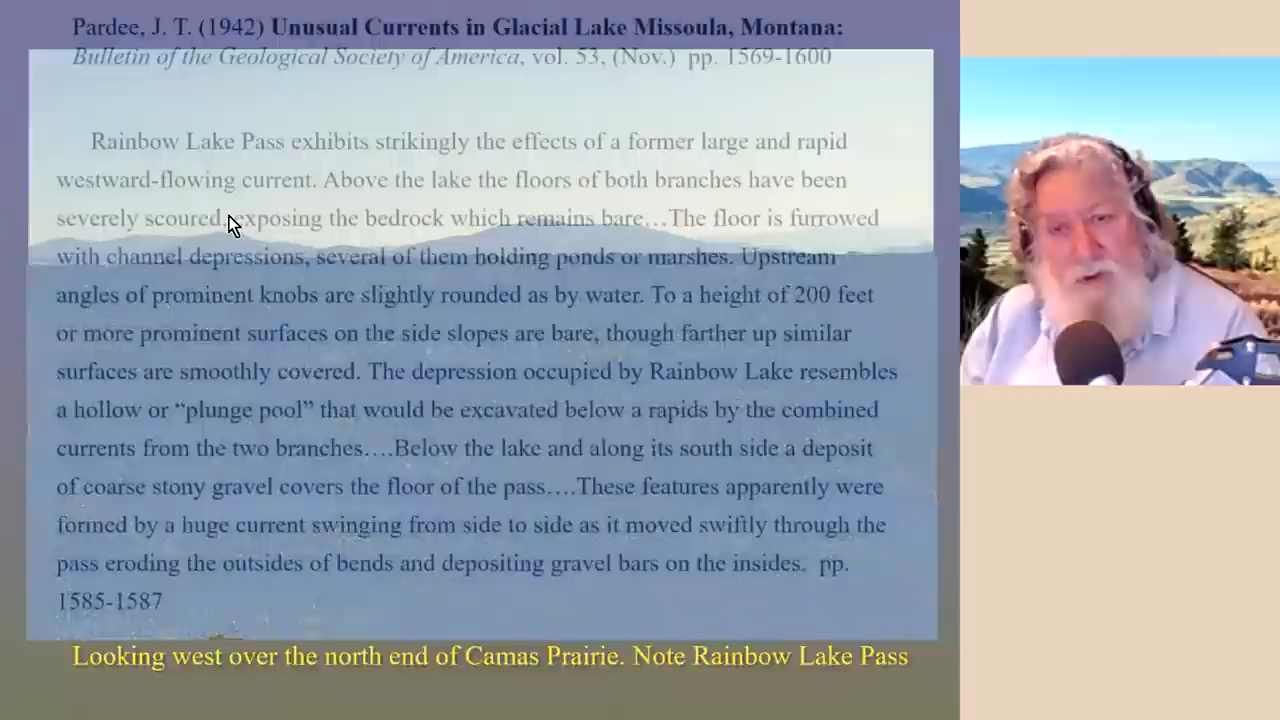 Pardee, J. T. (1942) Unusual Currents in Glacial Lake Missoula, Montana:
Bulletin of the Geological Society of America, vol. 53, (Nov.)  pp. 1569-1600
Rainbow Lake Pass exhibits strikingly the effects of a former large and rapid
westward-flowing current. Above the lake the floors of both branches have been
severely scoured, exposing the bedrock which remains bare…The floor is furrowed
with channel depressions, several of them holding ponds or marshes. Upstream
angles of prominent knobs are slightly rounded as by water. To a height of 200 feet
or more prominent surfaces on the side slopes are bare, though farther up similar
surfaces are smoothly covered. The depression occupied by Rainbow Lake resembles
a hollow or “plunge pool” that would be excavated below a rapids by the combined
currents from the two branches….Below the lake and along its south side a deposit
of coarse stony gravel covers the floor of the pass….These features apparently were
formed by a huge current swinging from side to side as it moved swiftly through the
pass eroding the outsides of bends and depositing gravel bars on the insides.  pp.
1585-1587
Looking west over the north end of Camas Prairie. Note Rainbow Lake Pass